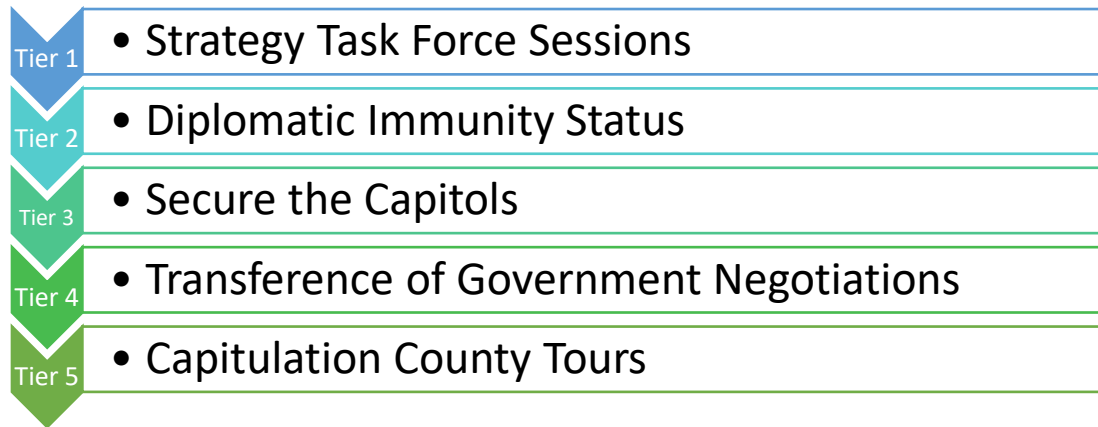 Tier 1
• Strategy Task Force Sessions
Tier 2
• Diplomatic Immunity Status
Tier 3
• Secure the Capitols
Tier 4
• Transference of Government Negotiations
Tier 5
• Capitulation County Tours